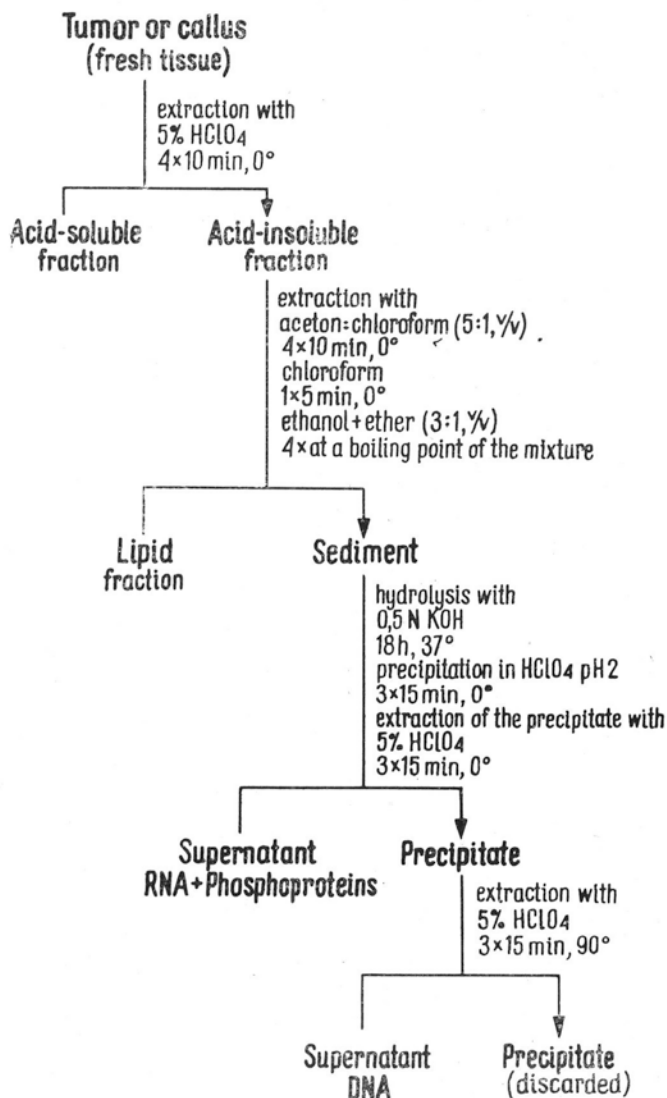 Tumor or callus
(fresh tissue)
extraction with
5% HClO4
4×10 min, 0°
Acid-soluble
fraction
Acid-insoluble
fraction
extraction with
aceton=chloroform (5:1, v/v)
4×10 min, 0°
chloroform
1×5 min, 0°
ethanol+ether (3:1, v/v)
4× at a boiling point of the mixture
Lipid
fraction
Sediment
hydrolysis with
0,5 N KOH
18h, 37°
precipitation in HClO4 pH2
3×15 min, 0°
extraction of the precipitate with
5% HClO4
3×15 min, 0°
Supernatant
RNA+Phosphoproteins
Precipitate
extraction with
5% HClO4
3×15 min, 90°
Supernatant
DNA
Precipitate
(discarded)